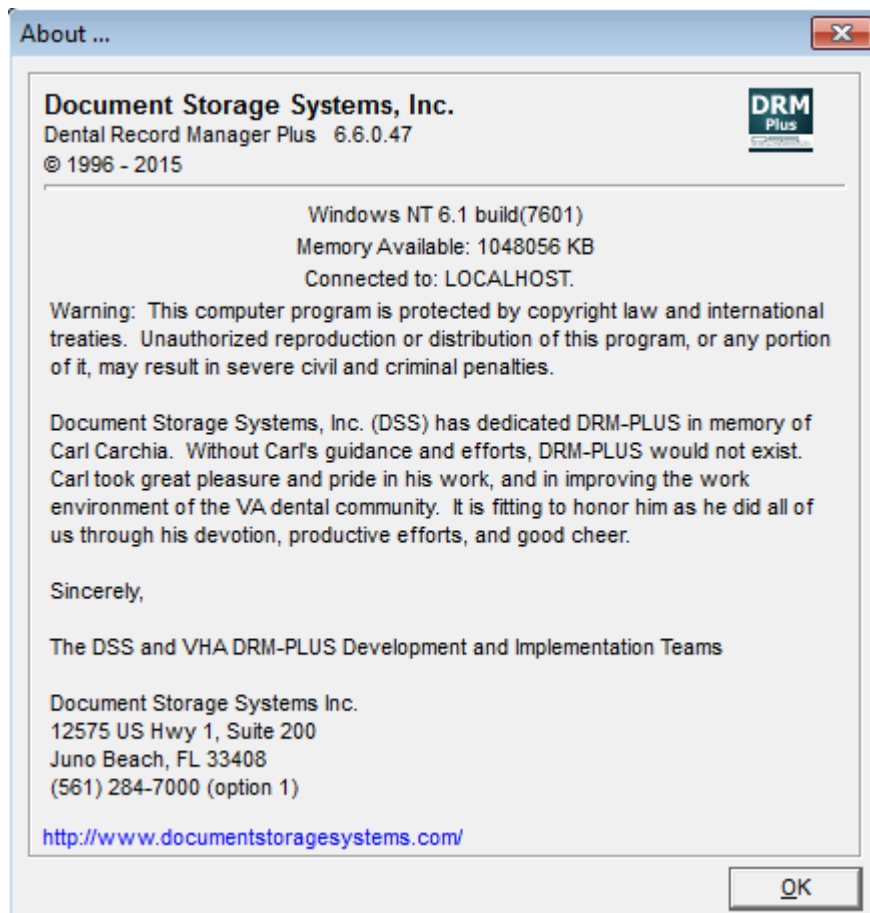 About ...
Document Storage Systems, Inc.
Dental Record Manager Plus 6.6.0.47
© 1996 - 2015
DRM
Plus
Windows NT 6.1 build(7601)
Memory Available: 1048056 KB
Connected to: LOCALHOST.
Warning: This computer program is protected by copyright law and international
treaties. Unauthorized reproduction or distribution of this program, or any portion
of it, may result in severe civil and criminal penalties.
Document Storage Systems, Inc. (DSS) has dedicated DRM-PLUS in memory of
Carl Carchia. Without Carl's guidance and efforts, DRM-PLUS would not exist.
Carl took great pleasure and pride in his work, and in improving the work
environment of the VA dental community. It is fitting to honor him as he did all of
us through his devotion, productive efforts, and good cheer.
Sincerely,
The DSS and VHA DRM-PLUS Development and Implementation Teams
Document Storage Systems Inc.
12575 US Hwy 1, Suite 200
Juno Beach, FL 33408
(561) 284-7000 (option 1)
http://www.documentstoragesystems.com/
OK